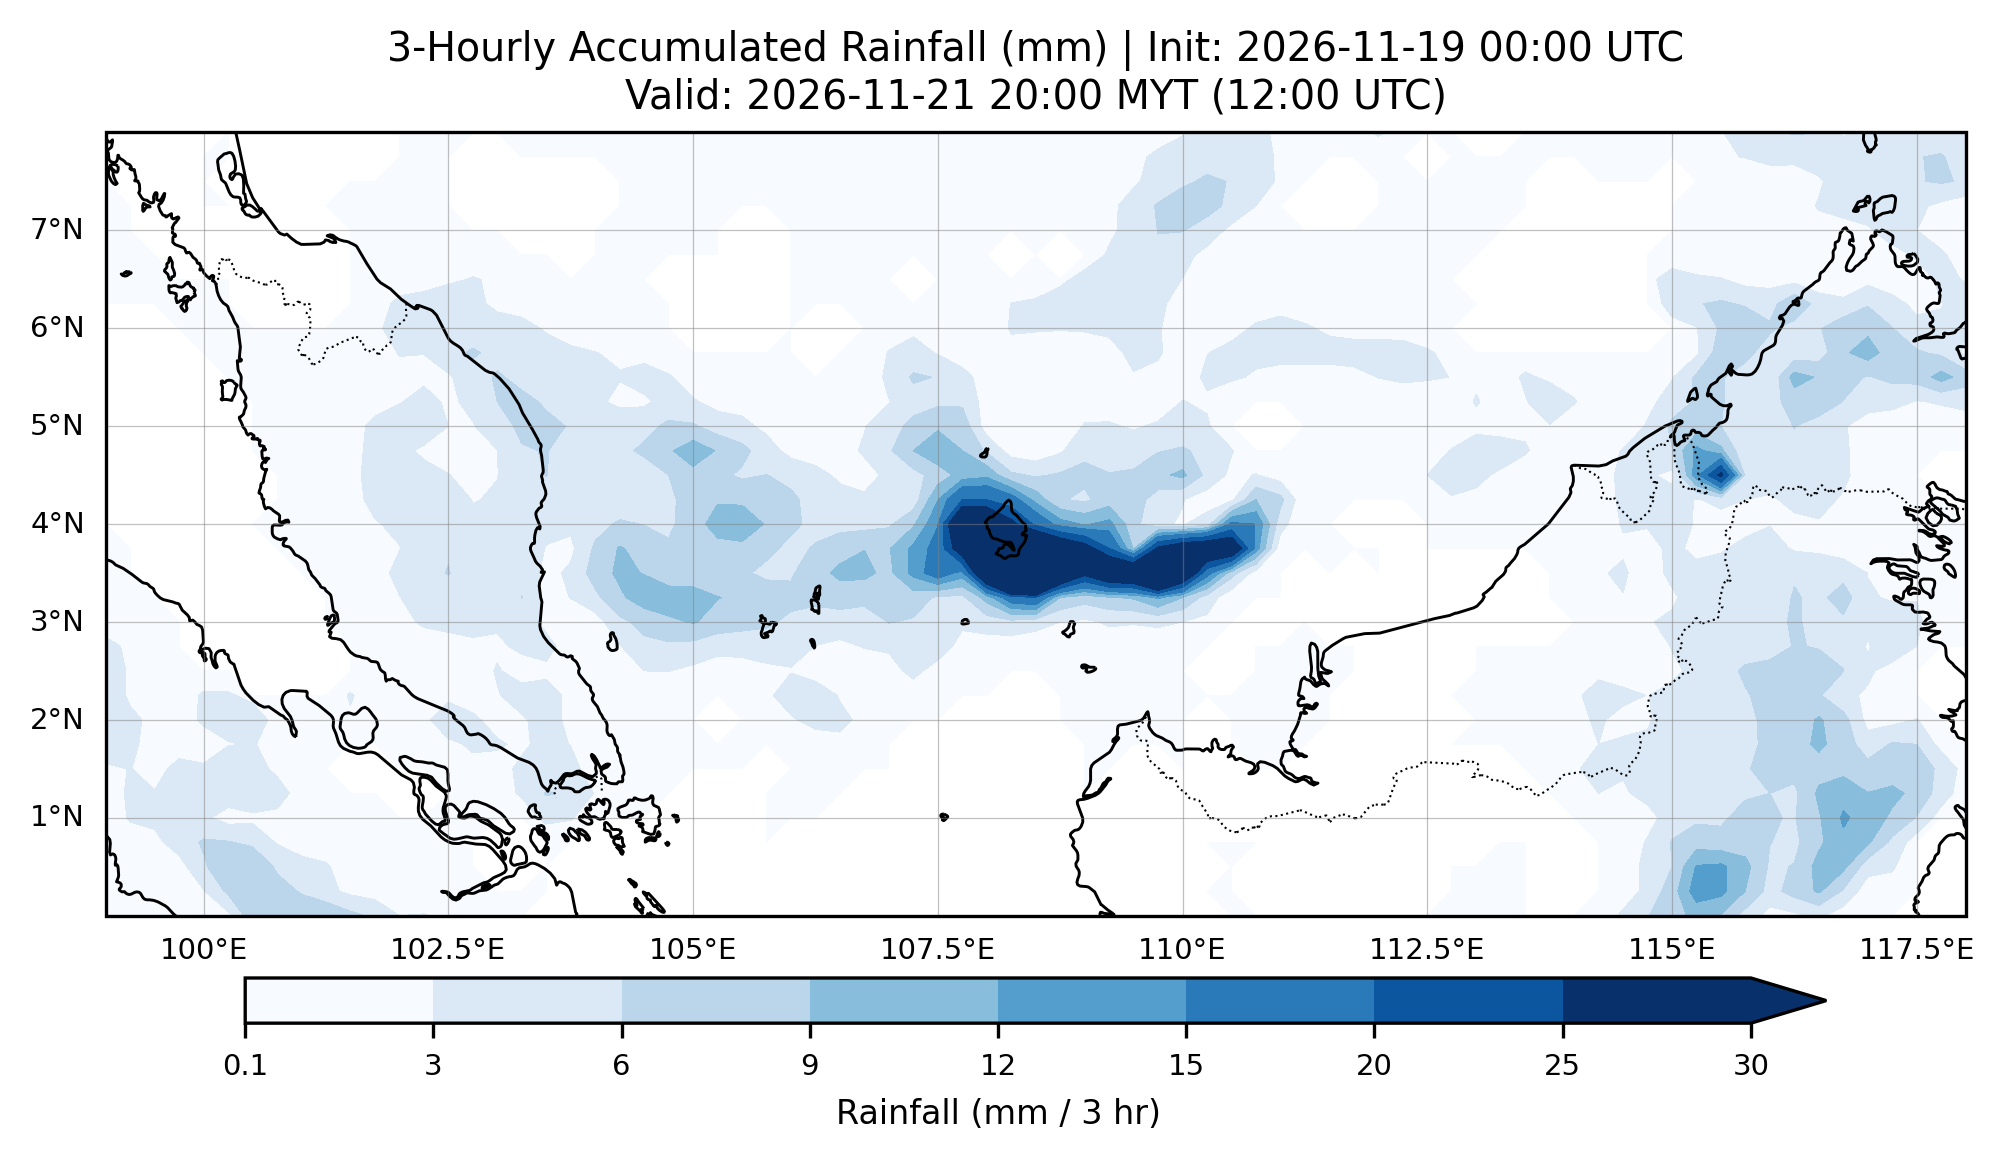 3-Hourly Accumulated Rainfall (mm) | Init: 2026-11-19 00:00 UTC
Valid: 2026-11-21 20:00 MYT (12:00 UTC)
7°N
6°N
5°N
4°N
3°N
2°N
1°N
100°E 102.5°E 105°E 107.5°E 110°E 112.5°E 115°E 117.5°E
0.1 3 6 9 12 15 20 25 30
Rainfall (mm / 3 hr)